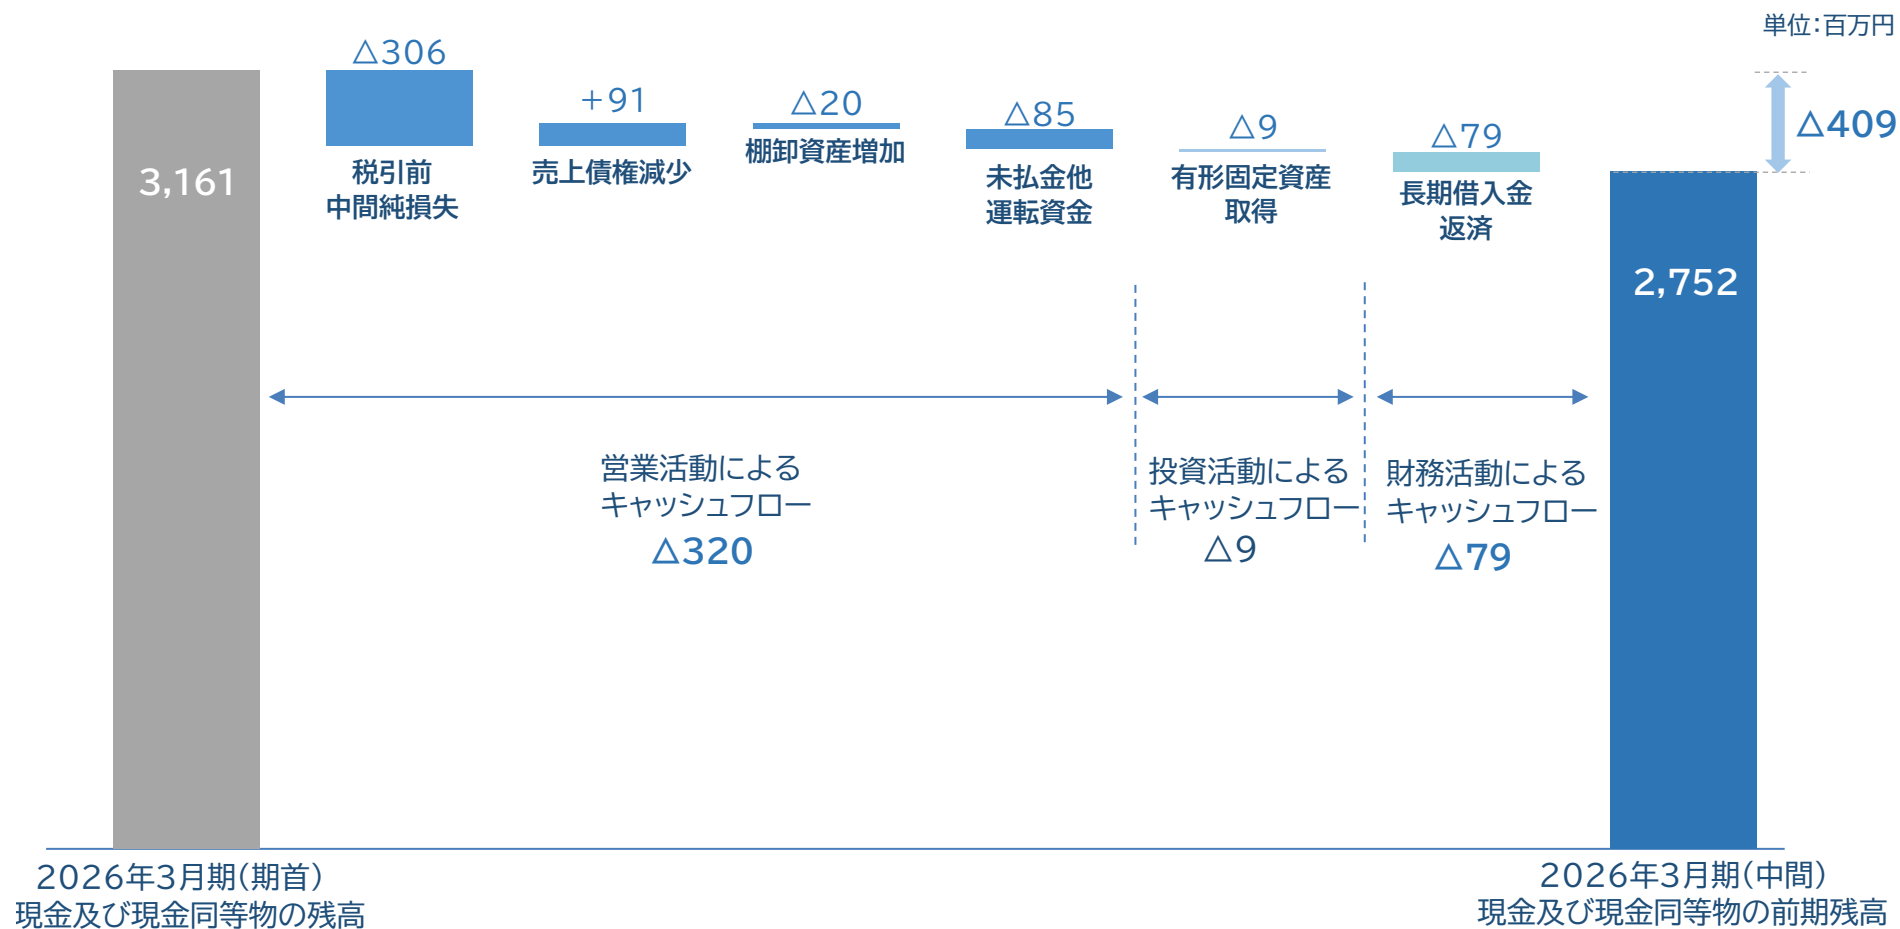 単位：百万円
△306
＋91
△20
△85
△9
△79
△409
3,161
税引前
中間純損失
売上債権減少
棚卸資産増加
未払金他
運転資金
有形固定資産
取得
長期借入金
返済
2,752
営業活動による
キャッシュフロー
△320
投資活動による
キャッシュフロー
△9
財務活動による
キャッシュフロー
△79
2026年3月期（期首）
現金及び現金同等物の残高
2026年3月期（中間）
現金及び現金同等物の前期残高